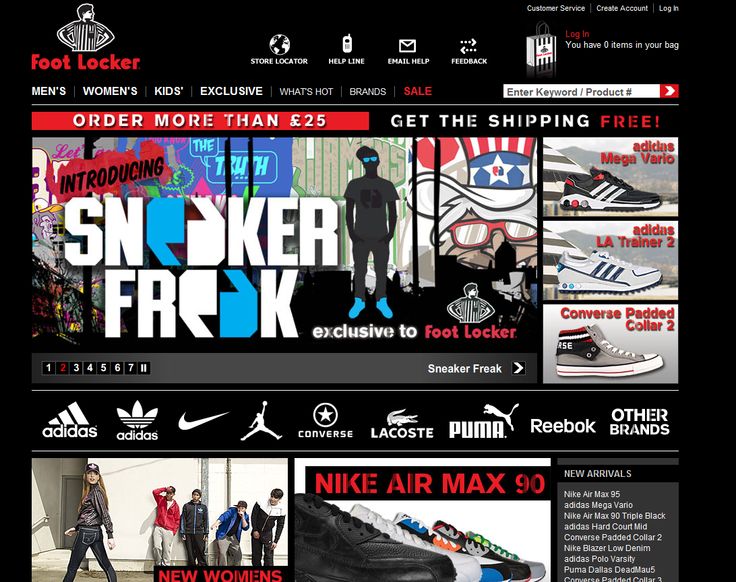 Customer Service | Create Account | Log In
Foot Locker
STORE LOCATOR HELP LINE EMAIL HELP FEEDBACK
Log In
You have 0 items in your bag
MEN'S | WOMEN'S | KIDS' | EXCLUSIVE | WHAT'S HOT | BRANDS | SALE
Enter Keyword / Product #
ORDER MORE THAN £25 GET THE SHIPPING FREE!
INTRODUCING
THE TRUTH
SNEAKER
FREAK
exclusive to Foot Locker
adidas
Mega Vario
adidas
LA Trainer 2
Converse Padded
Collar 2
1 2 3 4 5 6 7
Sneaker Freak
adidas adidas CONVERSE LACOSTE PUMA Reebok OTHER
BRANDS
NEW WOMENS
NIKE AIR MAX 90
NEW ARRIVALS
Nike Air Max 95
adidas Mega Vario
Nike Air Max 90 Triple Black
adidas Hard Court Mid
Converse Padded Collar 2
Nike Blazer Low Denim
adidas Polo Varsity
Puma Dallas DeadMau5
Converse Padded Collar 3